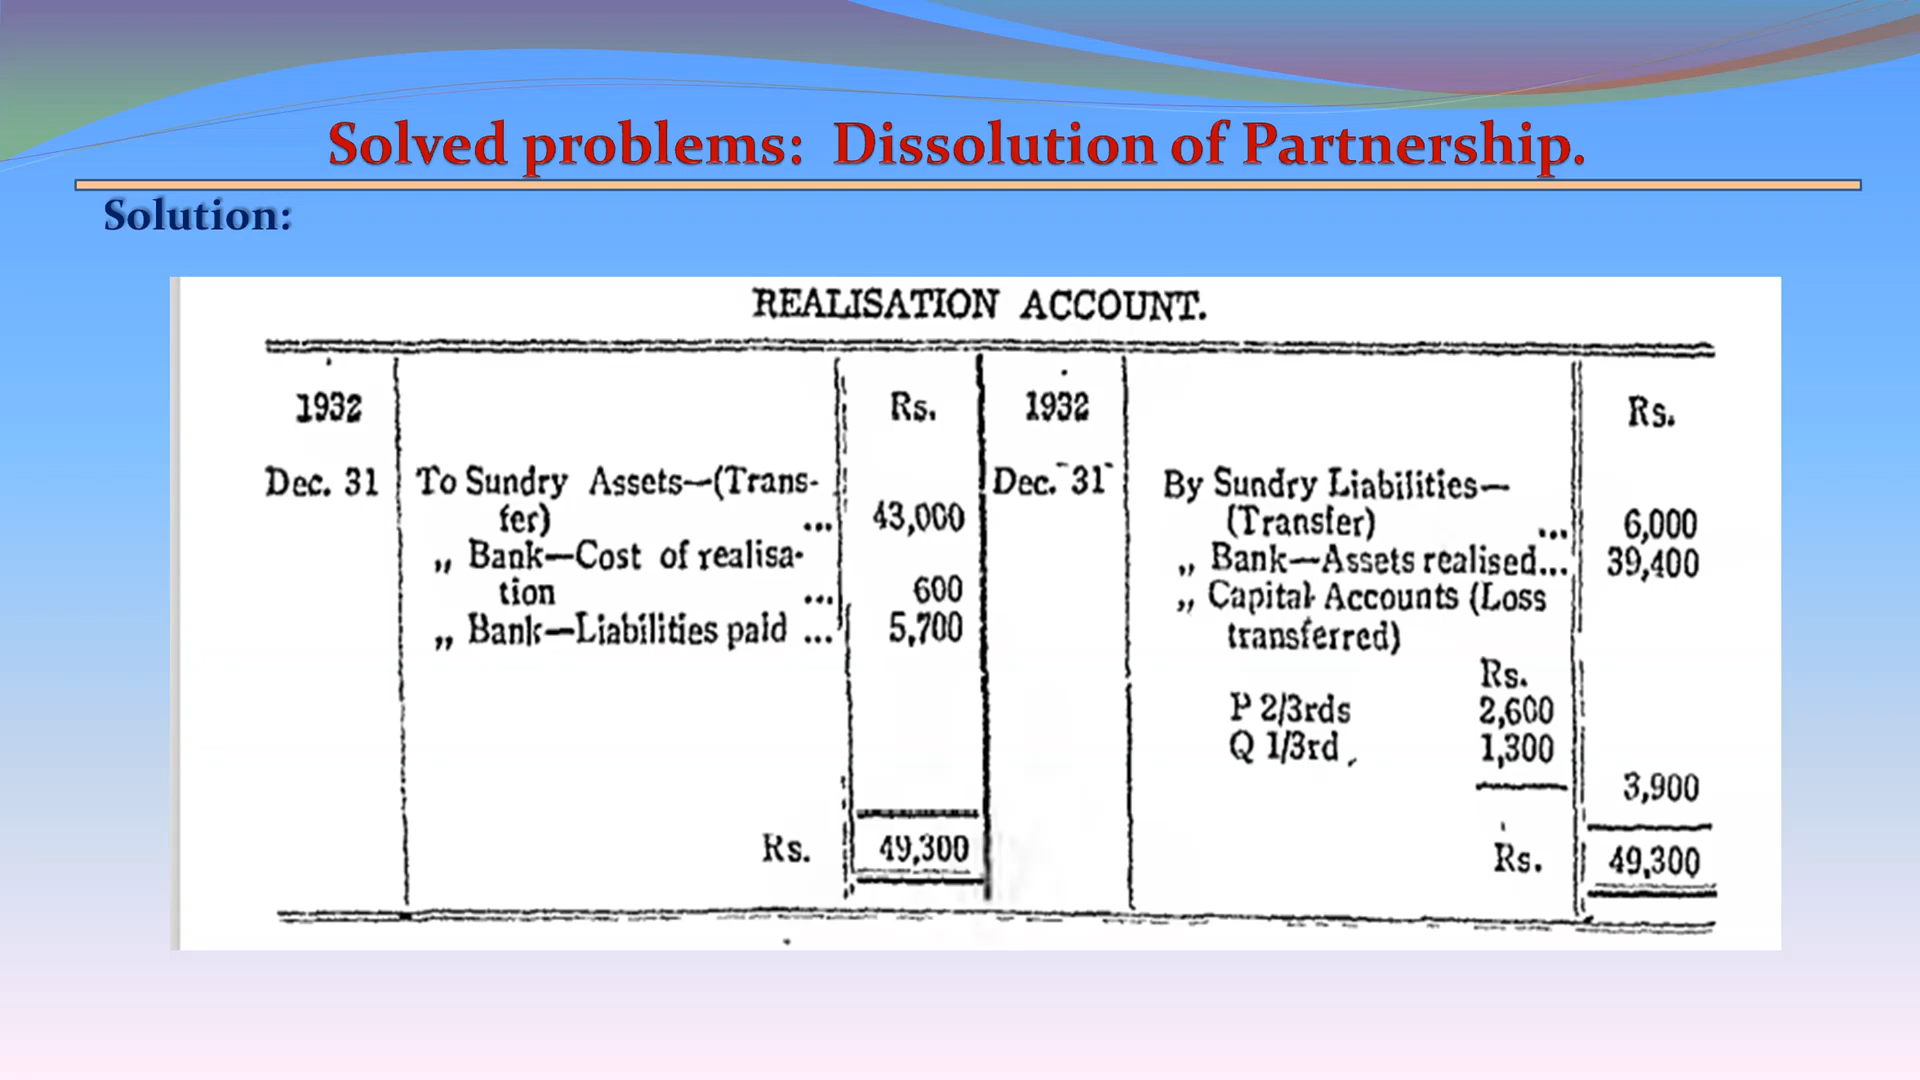 Solved problems: Dissolution of Partnership.
Solution:
REALISATION ACCOUNT.
1932 Rs. 1932 Rs.
Dec. 31 To Sundry Assets—(Trans- Dec. 31 By Sundry Liabilities—
fer) ... 43,000 (Transfer) ... 6,000
„ Bank—Cost of realisa- „ Bank—Assets realised... 39,400
tion ... 600 „ Capital Accounts (Loss
„ Bank—Liabilities paid ... 5,700 transferred)
Rs.
P 2/3rds 2,600
Q 1/3rd 1,300
3,900
Rs. 49,300 Rs. 49,300